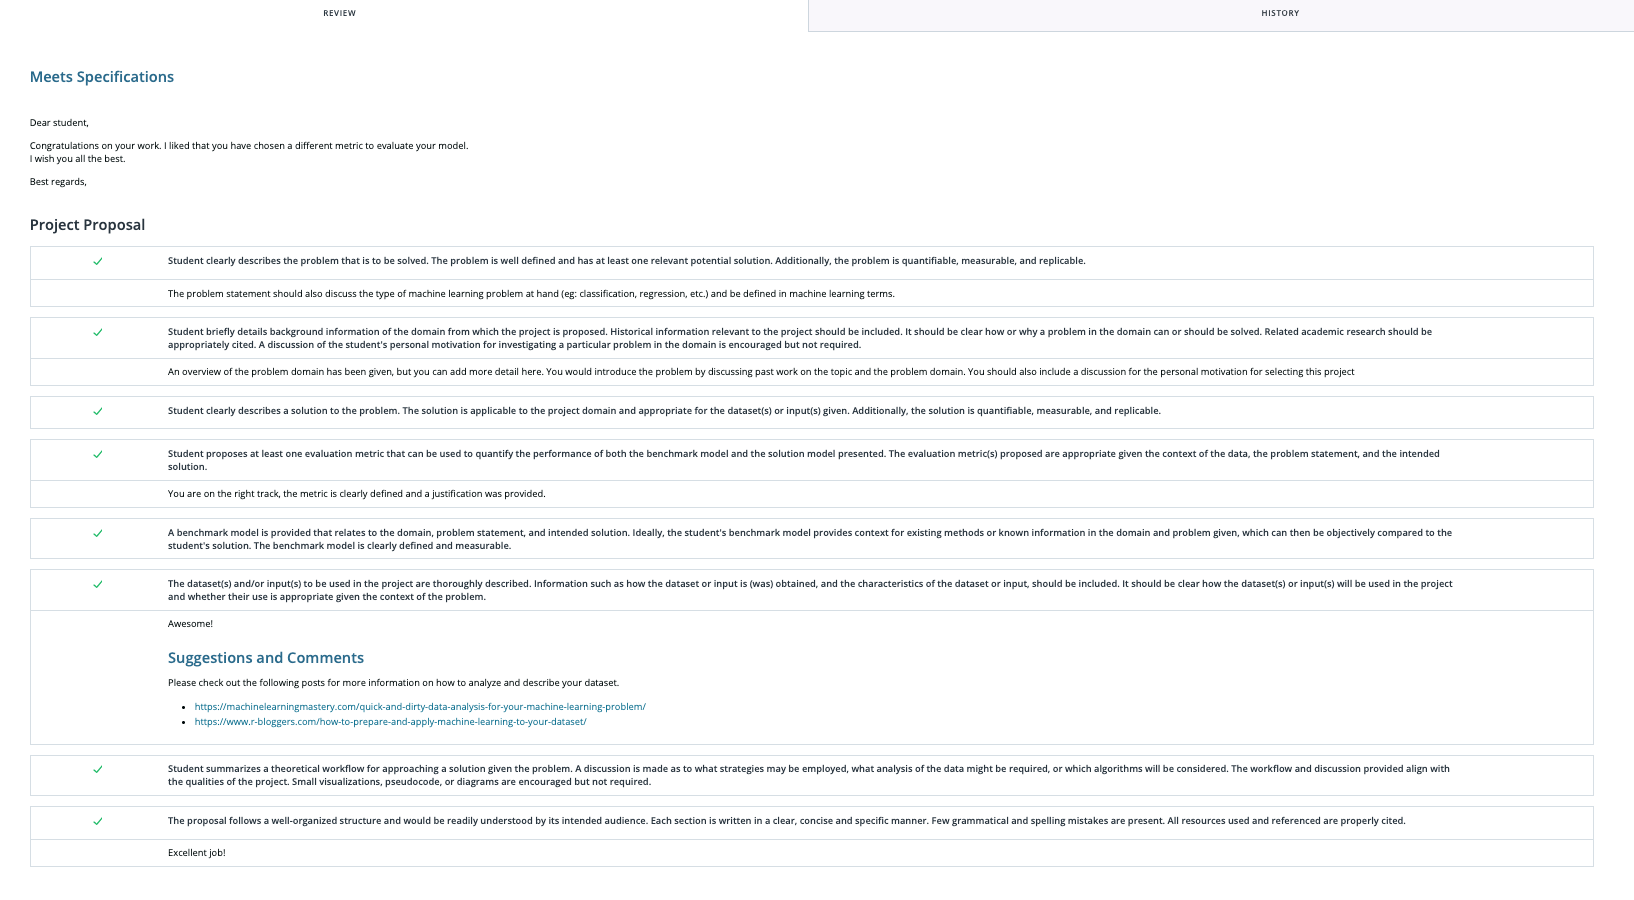 REVIEW
HISTORY
Meets Specifications
Dear student,
Congratulations on your work. I liked that you have chosen a different metric to evaluate your model.
I wish you all the best.
Best regards,
Project Proposal
Student clearly describes the problem that is to be solved. The problem is well defined and has at least one relevant potential solution. Additionally, the problem is quantifiable, measurable, and replicable.
The problem statement should also discuss the type of machine learning problem at hand (eg: classification, regression, etc.) and be defined in machine learning terms.
Student briefly details background information of the domain from which the project is proposed. Historical information relevant to the project should be included. It should be clear how or why a problem in the domain can or should be solved. Related academic research should be
appropriately cited. A discussion of the student's personal motivation for investigating a particular problem in the domain is encouraged but not required.
An overview of the problem domain has been given, but you can add more detail here. You would introduce the problem by discussing past work on the topic and the problem domain. You should also include a discussion for the personal motivation for selecting this project
Student clearly describes a solution to the problem. The solution is applicable to the project domain and appropriate for the dataset(s) or input(s) given. Additionally, the solution is quantifiable, measurable, and replicable.
Student proposes at least one evaluation metric that can be used to quantify the performance of both the benchmark model and the solution model presented. The evaluation metric(s) proposed are appropriate given the context of the data, the problem statement, and the intended
solution.
You are on the right track, the metric is clearly defined and a justification was provided.
A benchmark model is provided that relates to the domain, problem statement, and intended solution. Ideally, the student's benchmark model provides context for existing methods or known information in the domain and problem given, which can then be objectively compared to the
student's solution. The benchmark model is clearly defined and measurable.
The dataset(s) and/or input(s) to be used in the project are thoroughly described. Information such as how the dataset or input is (was) obtained, and the characteristics of the dataset or input, should be included. It should be clear how the dataset(s) or input(s) will be used in the project
and whether their use is appropriate given the context of the problem.
Awesome!
Suggestions and Comments
Please check out the following posts for more information on how to analyze and describe your dataset.
https://machinelearningmastery.com/quick-and-dirty-data-analysis-for-your-machine-learning-problem/
https://www.r-bloggers.com/how-to-prepare-and-apply-machine-learning-to-your-dataset/
Student summarizes a theoretical workflow for approaching a solution given the problem. A discussion is made as to what strategies may be employed, what analysis of the data might be required, or which algorithms will be considered. The workflow and discussion provided align with
the qualities of the project. Small visualizations, pseudocode, or diagrams are encouraged but not required.
The proposal follows a well-organized structure and would be readily understood by its intended audience. Each section is written in a clear, concise and specific manner. Few grammatical and spelling mistakes are present. All resources used and referenced are properly cited.
Excellent job!